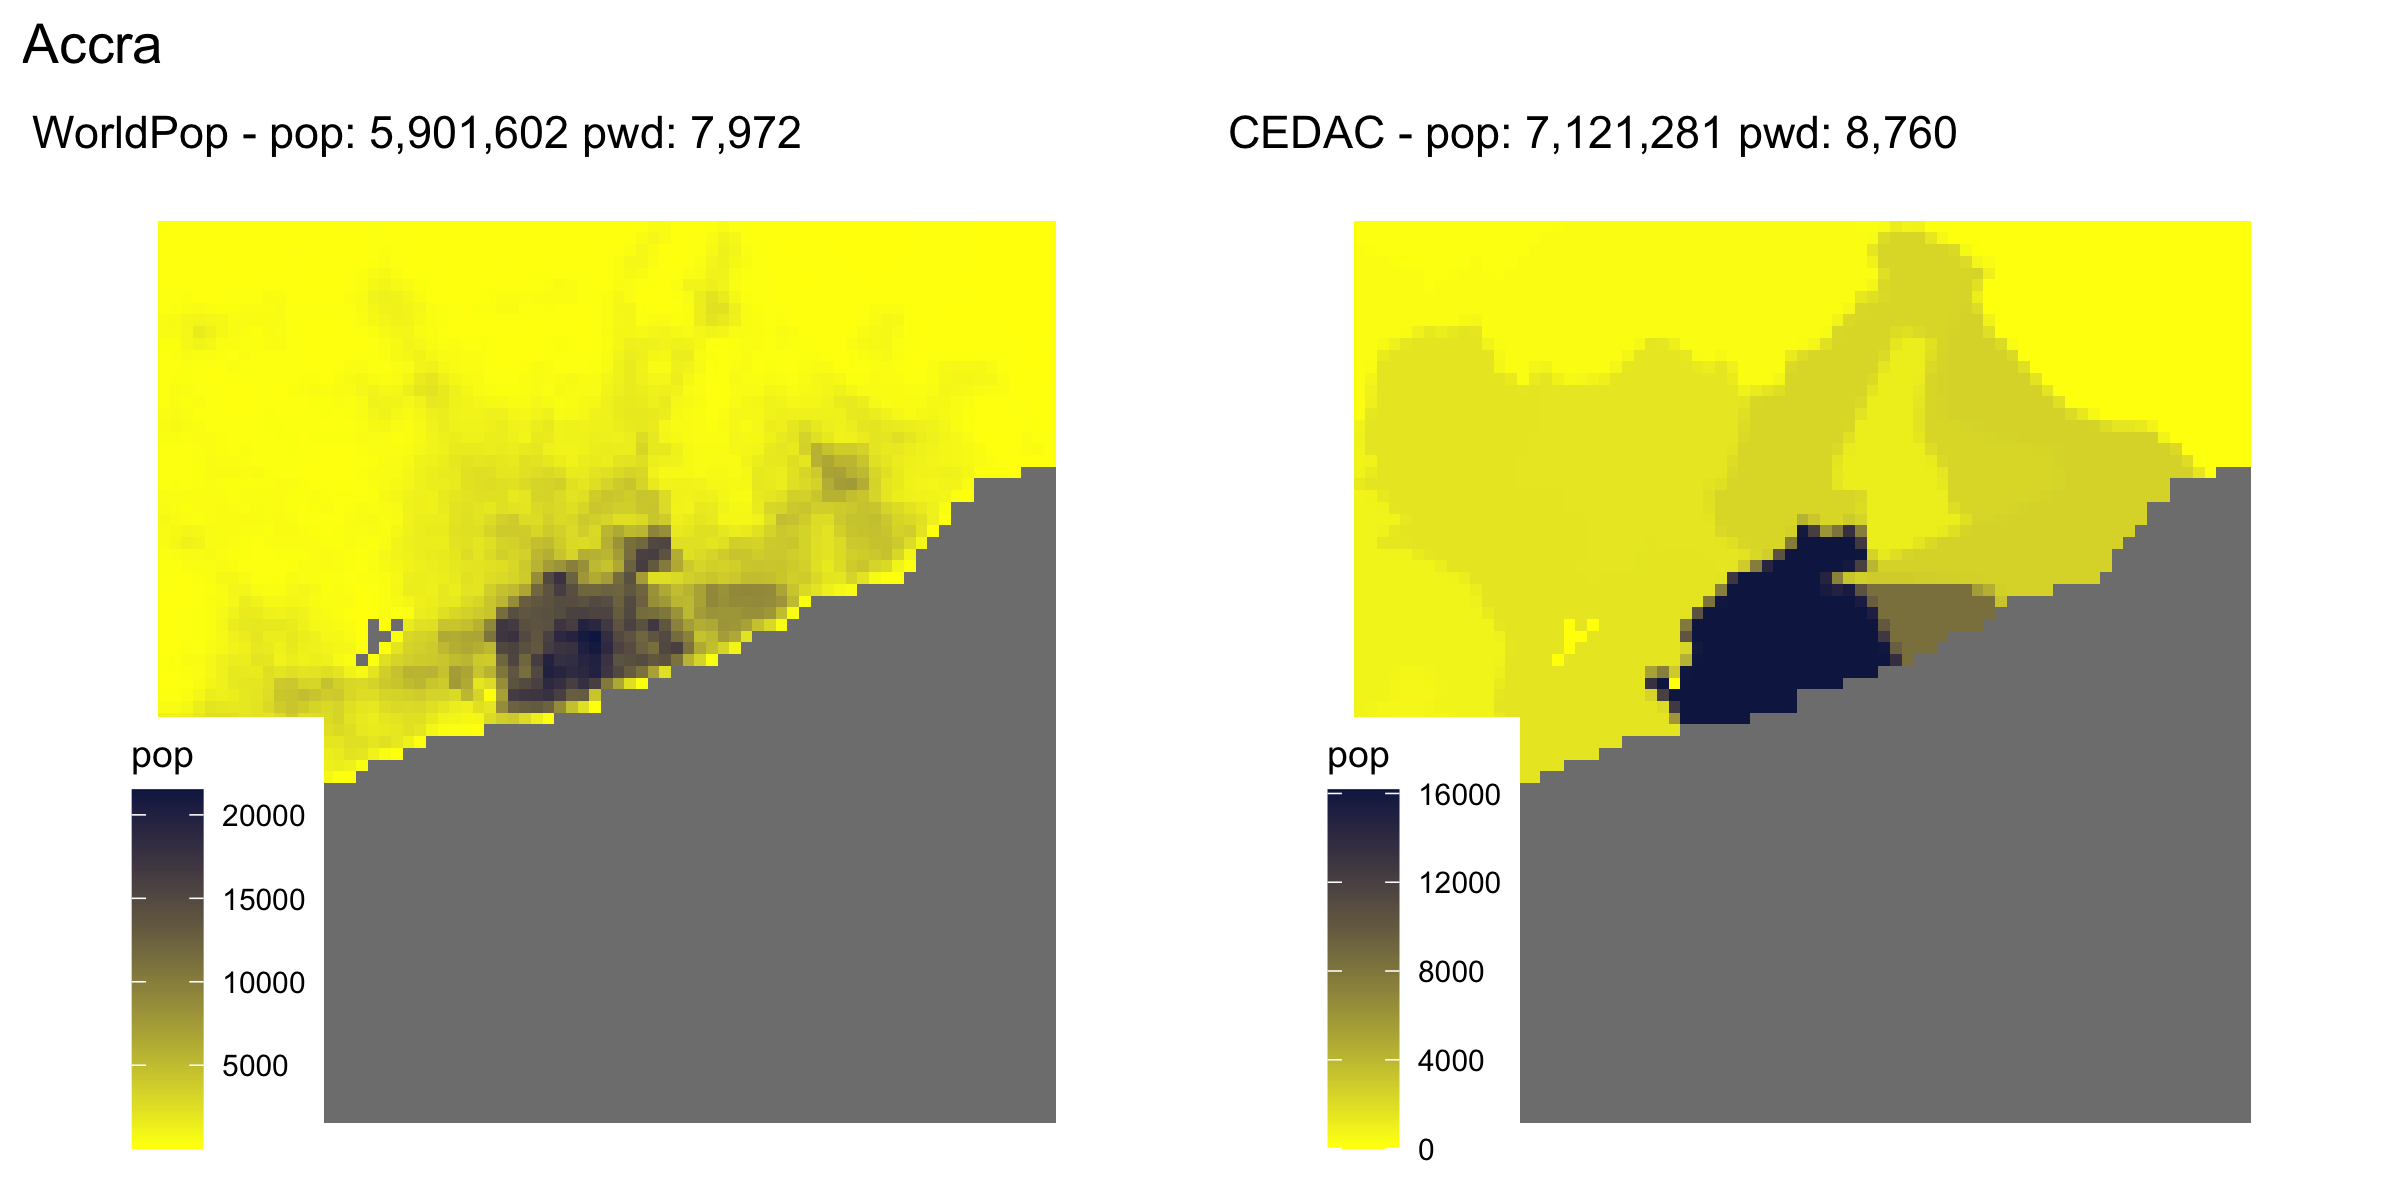 Accra
WorldPop - pop: 5,901,602 pwd: 7,972
CEDAC - pop: 7,121,281 pwd: 8,760
pop
20000
15000
10000
5000
pop
16000
12000
8000
4000
0